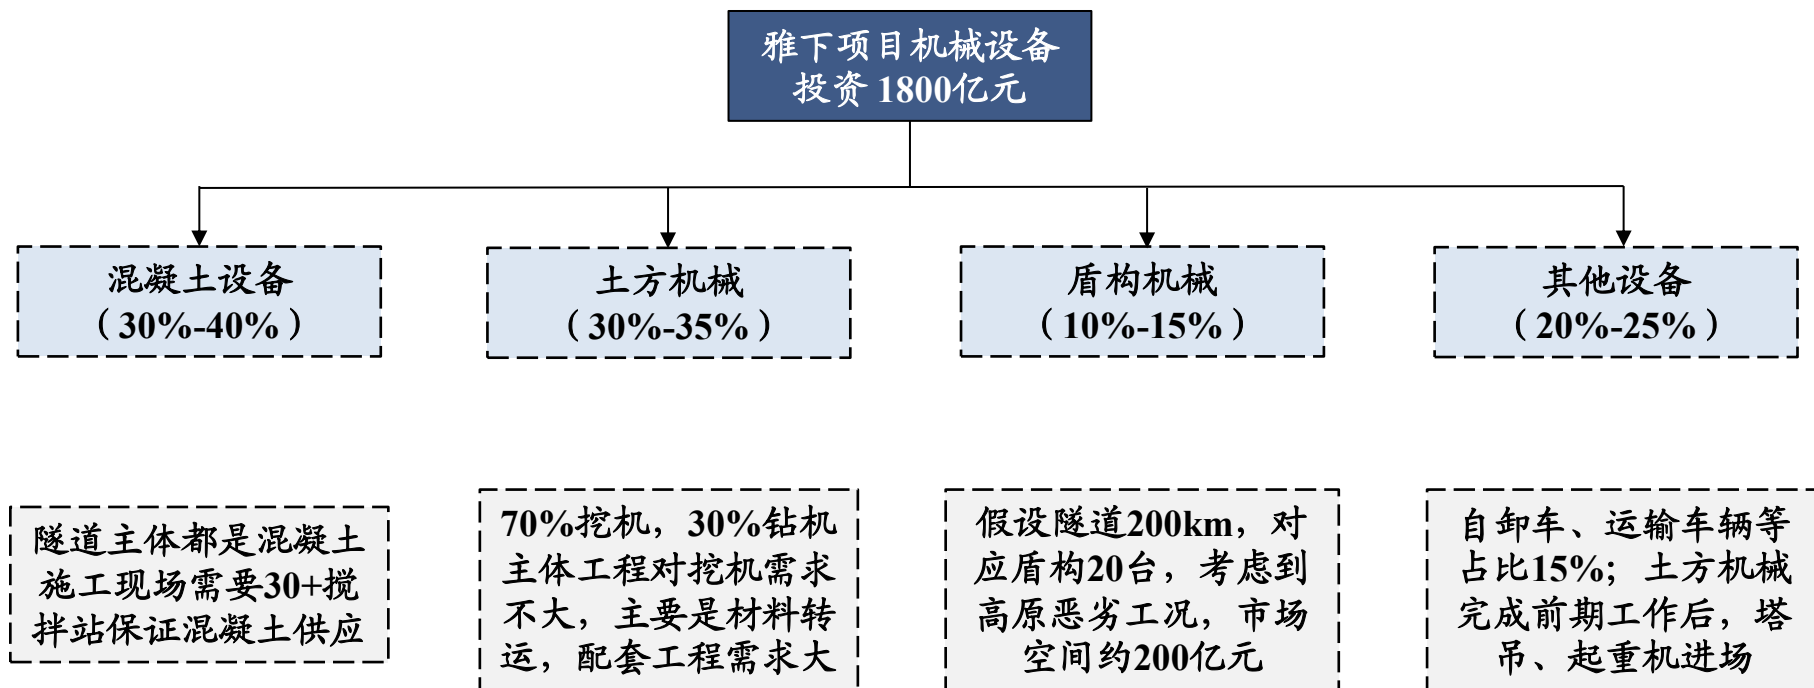 雅下项目机械设备
投资 1800亿元
混凝土设备
（30%-40%）
土方机械
（30%-35%）
盾构机械
（10%-15%）
其他设备
（20%-25%）
隧道主体都是混凝土
施工现场需要30+搅
拌站保证混凝土供应
70%挖机，30%钻机
主体工程对挖机需求
不大，主要是材料转
运，配套工程需求大
假设隧道200km，对
应盾构20台，考虑到
高原恶劣工况，市场
空间约200亿元
自卸车、运输车辆等
占比15%；土方机械
完成前期工作后，塔
吊、起重机进场